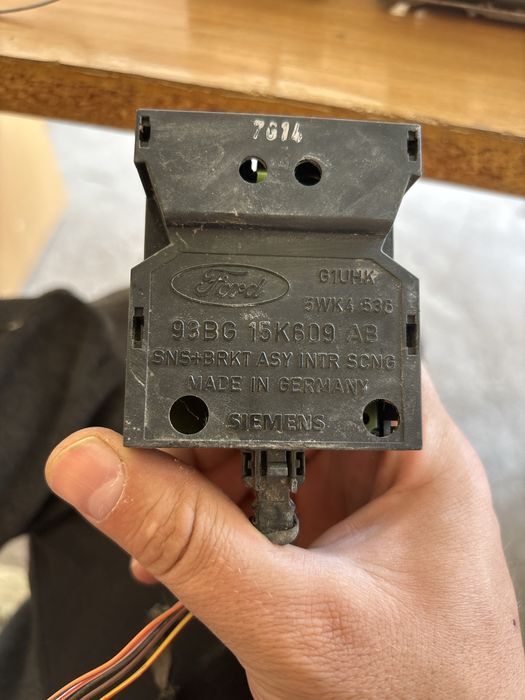 7614
Ford
G1UHK
5WK4 536
93BG 15K609 AB
SNS+BRKT ASY INTR SCNG
MADE IN GERMANY
SIEMENS